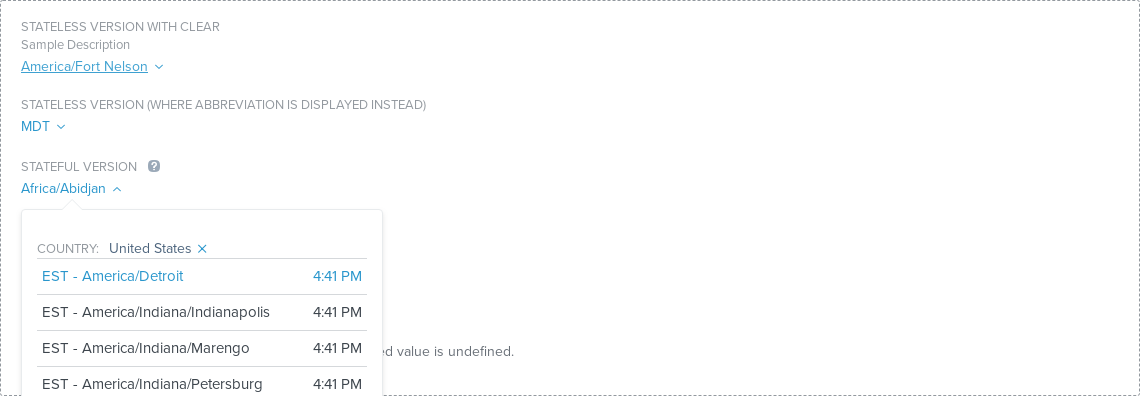 STATELESS VERSION WITH CLEAR
Sample Description
America/Fort Nelson
STATELESS VERSION (WHERE ABBREVIATION IS DISPLAYED INSTEAD)
MDT
STATEFUL VERSION ?
Africa/Abidjan
COUNTRY: United States ×
EST - America/Detroit 4:41 PM
EST - America/Indiana/Indianapolis 4:41 PM
EST - America/Indiana/Marengo 4:41 PM
value is undefined.
EST - America/Indiana/Petersburg 4:41 PM